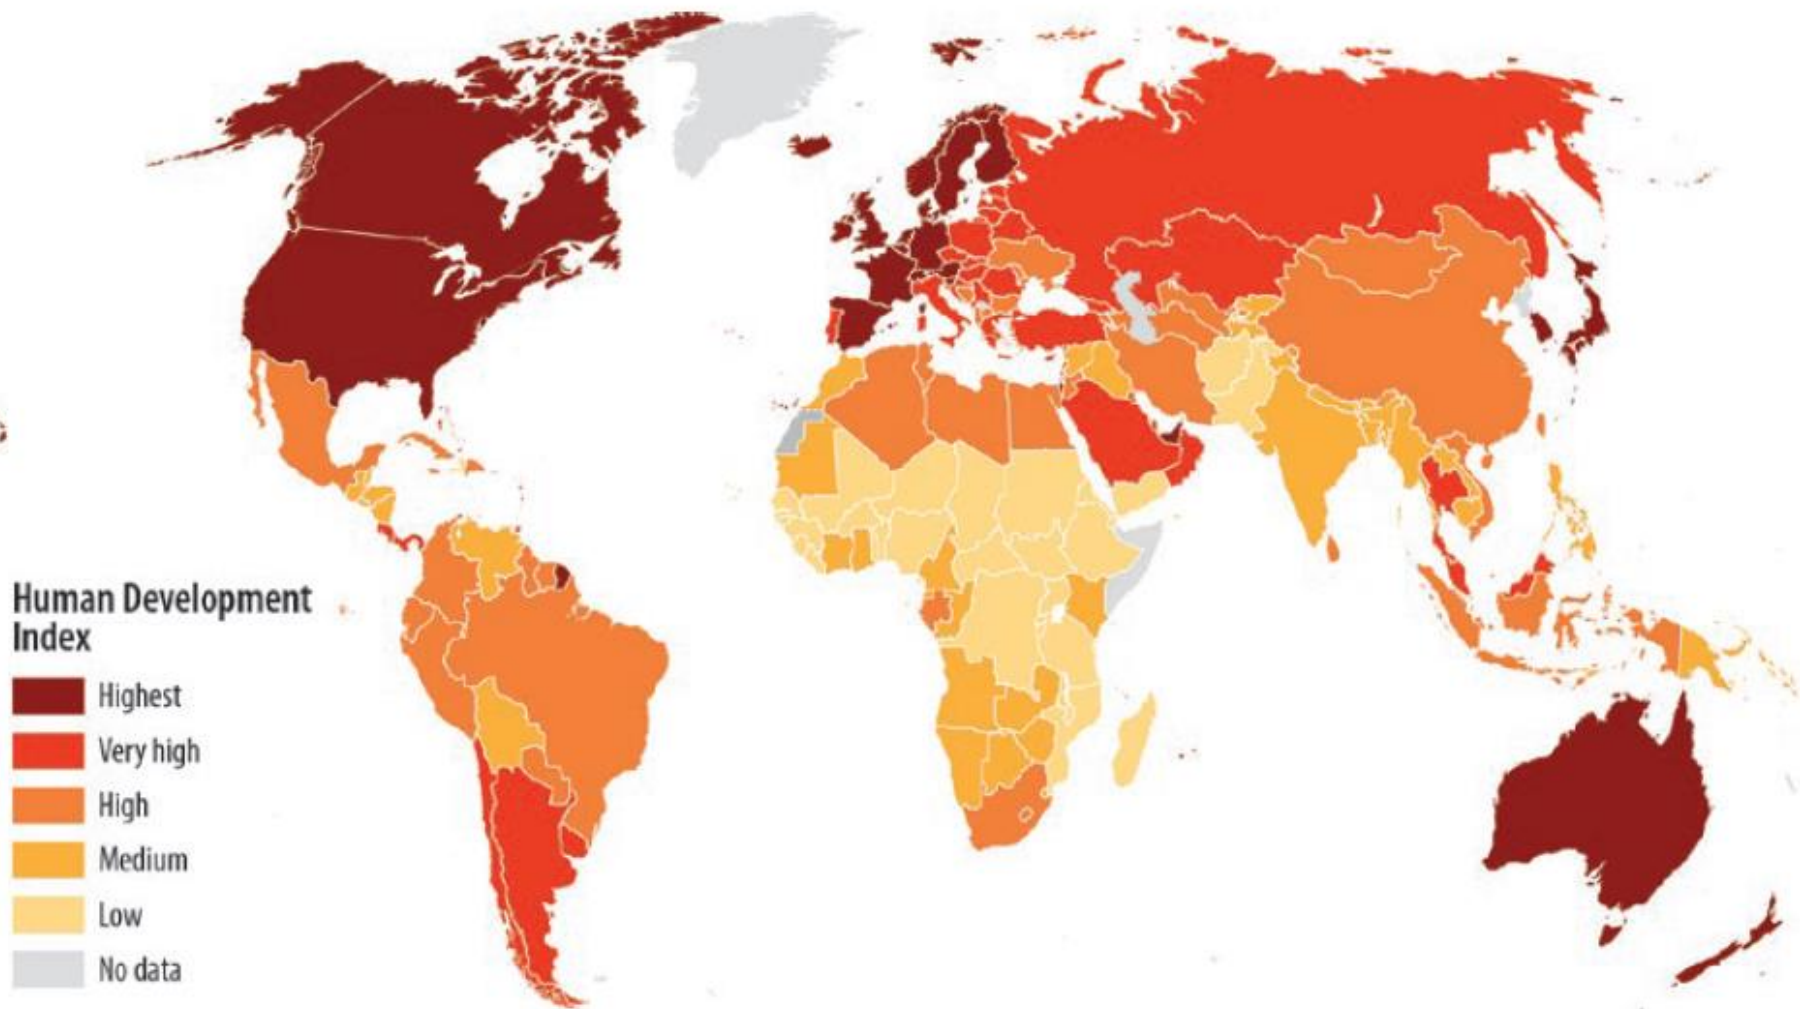 Human Development
Index
Highest
Very high
High
Medium
Low
No data